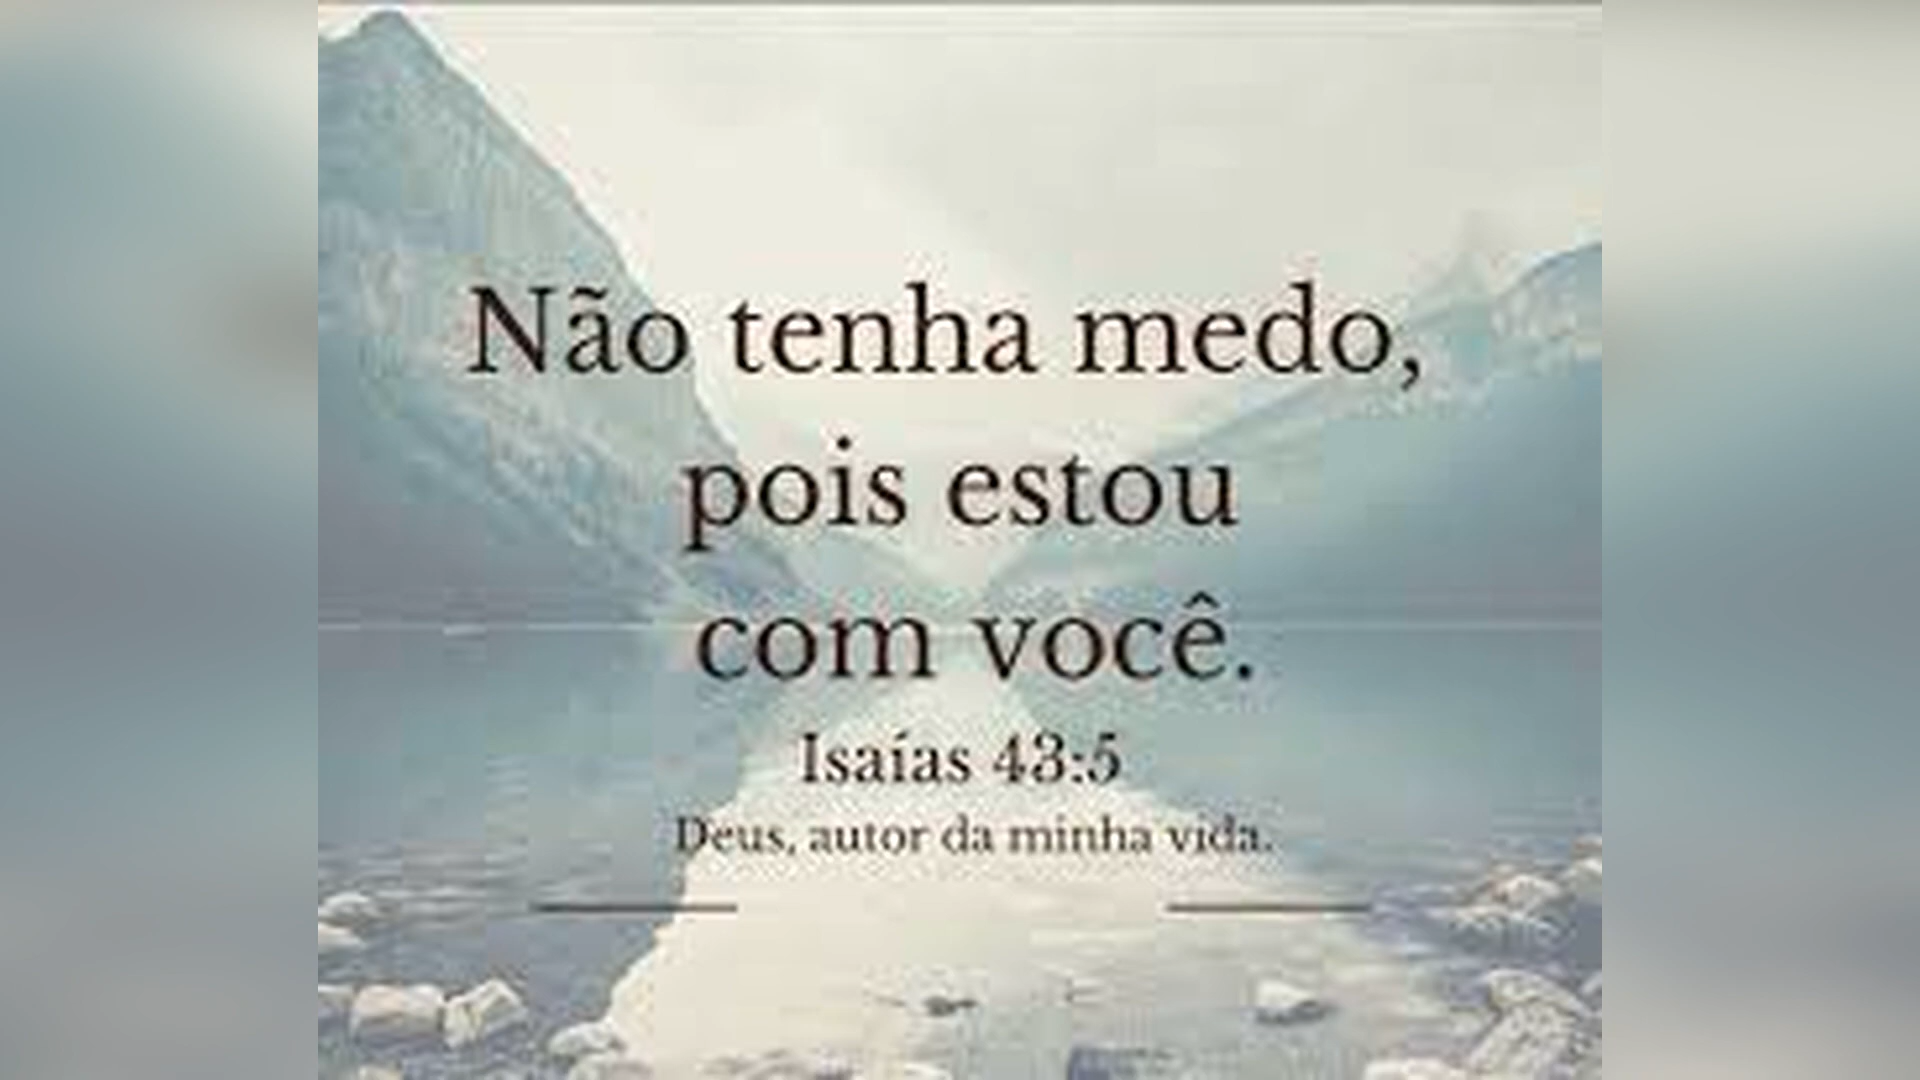 Não tenha medo,
pois estou
com você.
Isaías 43:5
Deus, autor da minha vida.